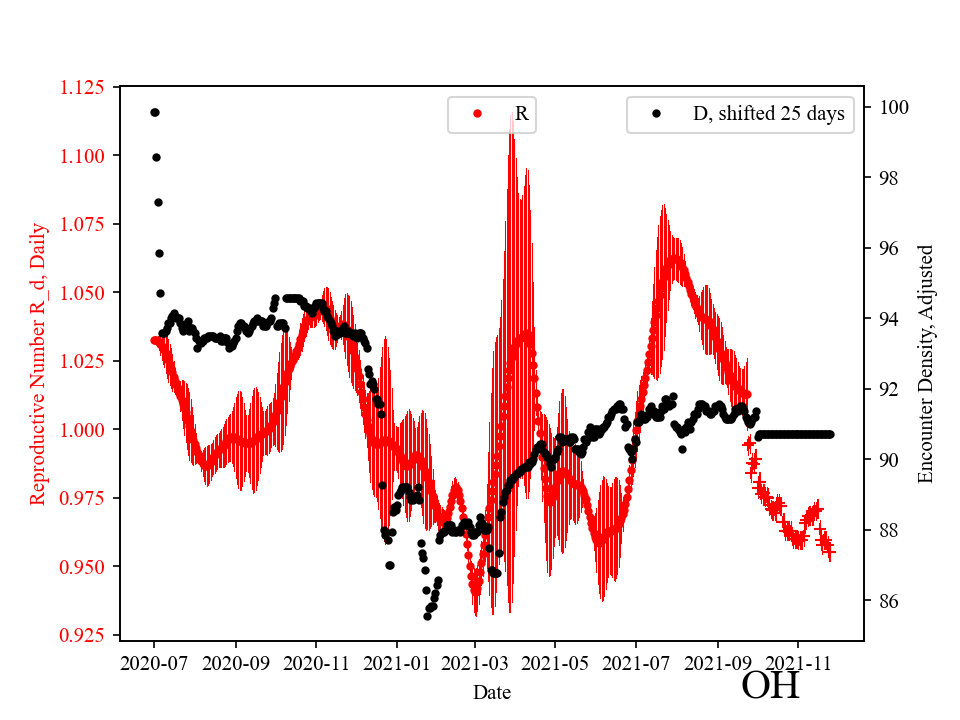 R
D, shifted 25 days
Reproductive Number R_d, Daily
1.125
1.100
1.075
1.050
1.025
1.000
0.975
0.950
0.925
100
98
96
94
92
90
88
86
Encounter Density, Adjusted
2020-07 2020-09 2020-11 2021-01 2021-03 2021-05 2021-07 2021-09 2021-11
Date
OH